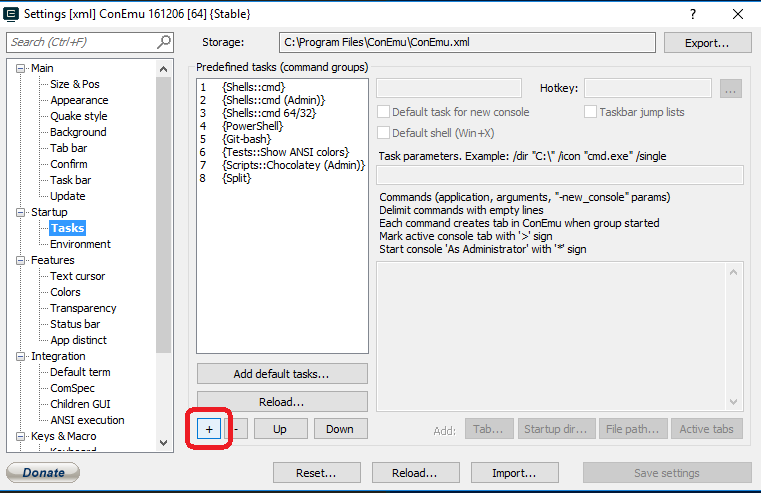 Settings [xml] ConEmu 161206 [64] {Stable}
?
Search (Ctrl+F)
Storage:
C:\Program Files\ConEmu\ConEmu.xml
Export...
Main
Size & Pos
Appearance
Quake style
Background
Tab bar
Confirm
Task bar
Update
Startup
Tasks
Environment
Features
Text cursor
Colors
Transparency
Status bar
App distinct
Integration
Default term
ComSpec
Children GUI
ANSI execution
Keys & Macro
Keyboard
Predefined tasks (command groups)
1 {Shells::cmd}
2 {Shells::cmd (Admin)}
3 {Shells::cmd 64/32}
4 {PowerShell}
5 {Git-bash}
6 {Tests::Show ANSI colors}
7 {Scripts::Chocolatey (Admin)}
8 {Split}
Add default tasks...
Reload...
+ - Up Down
Hotkey: ...
Default task for new console Taskbar jump lists
Default shell (Win+X)
Task parameters. Example: /dir "C:\" /icon "cmd.exe" /single
Commands (application, arguments, "-new_console" params)
Delimit commands with empty lines
Each command creates tab in ConEmu when group started
Mark active console tab with '>' sign
Start console 'As Administrator' with '*' sign
Add: Tab... Startup dir... File path... Active tabs
Donate
Reset... Reload... Import... Save settings